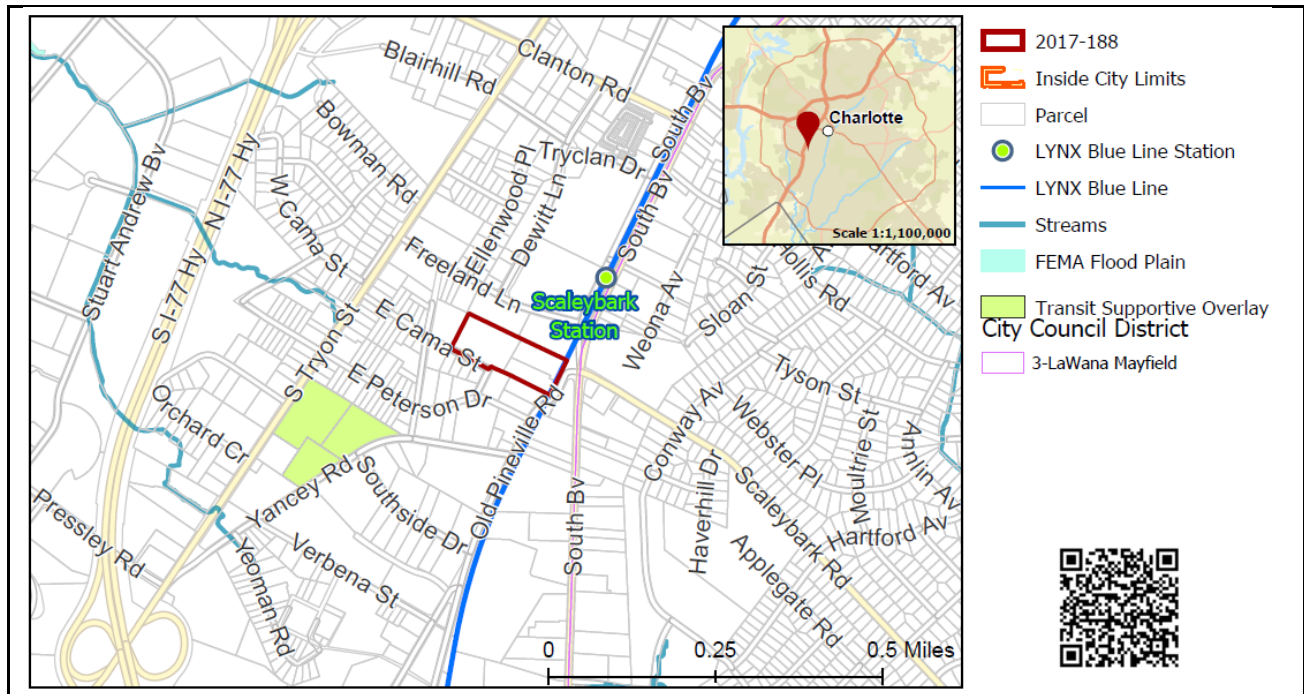 Blairhill Rd
Clanton Rd
South Bv
Bowman Rd
Tryclan Dr
Stuart Andrew Bv
N I-77 Hy
W Cama St
Ellenwood Pl
Dewitt Ln
South Bv
Freeland Ln
S I-77 Hy
Scaleybark
Station
Weona Av
Sloan St
Hollis Rd
E Cama St
S Tryon St
E Peterson Dr
Tyson St
Orchard Cr
Conway Av
Webster Pl
Moultrie St
Annlin Av
Old Pineville Rd
Pressley Rd
Yancey Rd
Southside Dr
South Bv
Haverhill Dr
Scaleybark Rd
Hartford Av
Verbena St
Yeoman Rd
Applegate Rd
0 0.25 0.5 Miles
Charlotte
Scale 1:1,100,000
2017-188
Inside City Limits
Parcel
LYNX Blue Line Station
LYNX Blue Line
Streams
FEMA Flood Plain
Transit Supportive Overlay
City Council District
3-LaWana Mayfield